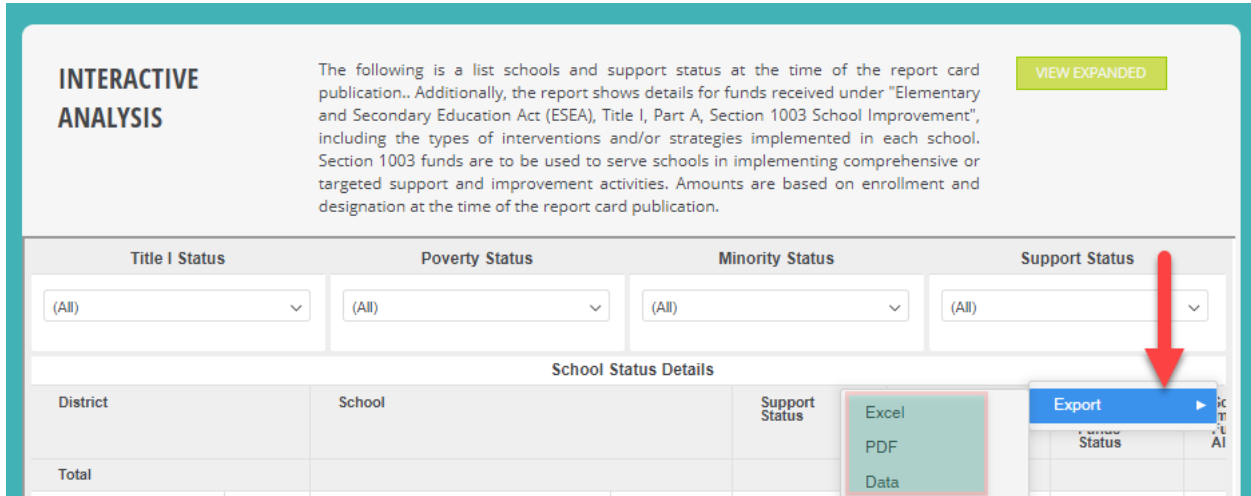 INTERACTIVE
ANALYSIS
The following is a list schools and support status at the time of the report card
publication.. Additionally, the report shows details for funds received under "Elementary
and Secondary Education Act (ESEA), Title I, Part A, Section 1003 School Improvement",
including the types of interventions and/or strategies implemented in each school.
Section 1003 funds are to be used to serve schools in implementing comprehensive or
targeted support and improvement activities. Amounts are based on enrollment and
designation at the time of the report card publication.
VIEW EXPANDED
Title I Status
Poverty Status
Minority Status
Support Status
(All)
(All)
(All)
(All)
School Status Details
District
School
Support
Status
Excel
PDF
Data
Export
Status
Total